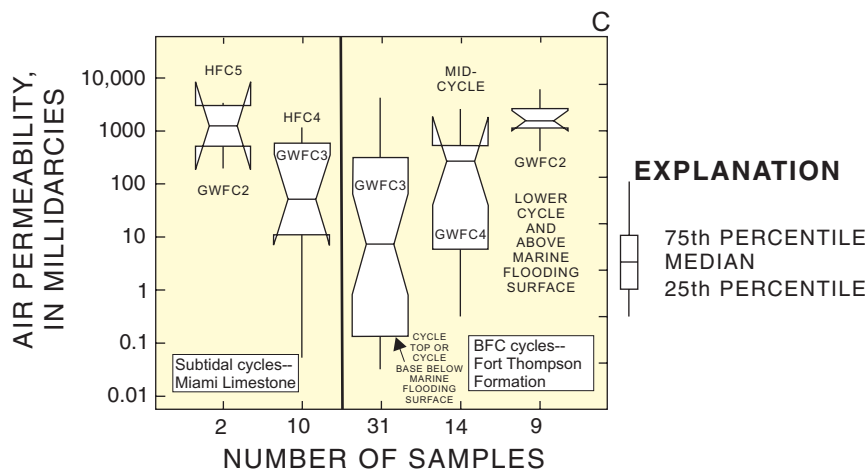 C
AIR PERMEABILITY,
IN MILLIDARCIES
10,000
1000
100
10
1
0.1
0.01
HFC5
GWFC2
HFC4
GWFC3
Subtidal cycles--
Miami Limestone
GWFC3
CYCLE
TOP OR
CYCLE
BASE BELOW
MARINE
FLOODING
SURFACE
MID-
CYCLE
GWFC4
GWFC2
LOWER
CYCLE
AND
ABOVE
MARINE
FLOODING
SURFACE
BFC cycles--
Fort Thompson
Formation
2
10
31
14
9
NUMBER OF SAMPLES
EXPLANATION
75th PERCENTILE
MEDIAN
25th PERCENTILE